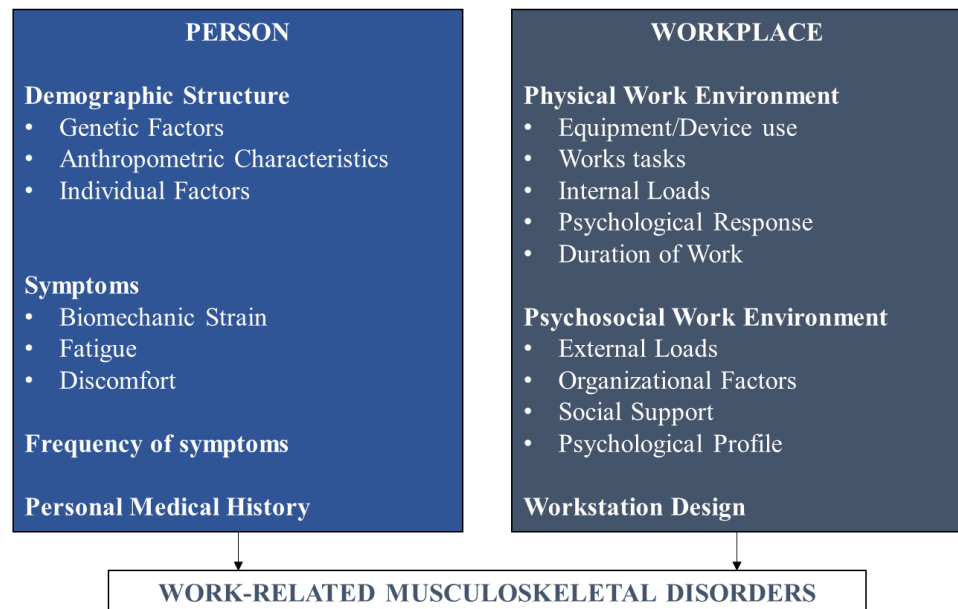 PERSON
Demographic Structure
• Genetic Factors
• Anthropometric Characteristics
• Individual Factors
Symptoms
• Biomechanic Strain
• Fatigue
• Discomfort
Frequency of symptoms
Personal Medical History
WORKPLACE
Physical Work Environment
• Equipment/Device use
• Works tasks
• Internal Loads
• Psychological Response
• Duration of Work
Psychosocial Work Environment
• External Loads
• Organizational Factors
• Social Support
• Psychological Profile
Workstation Design
WORK-RELATED MUSCULOSKELETAL DISORDERS